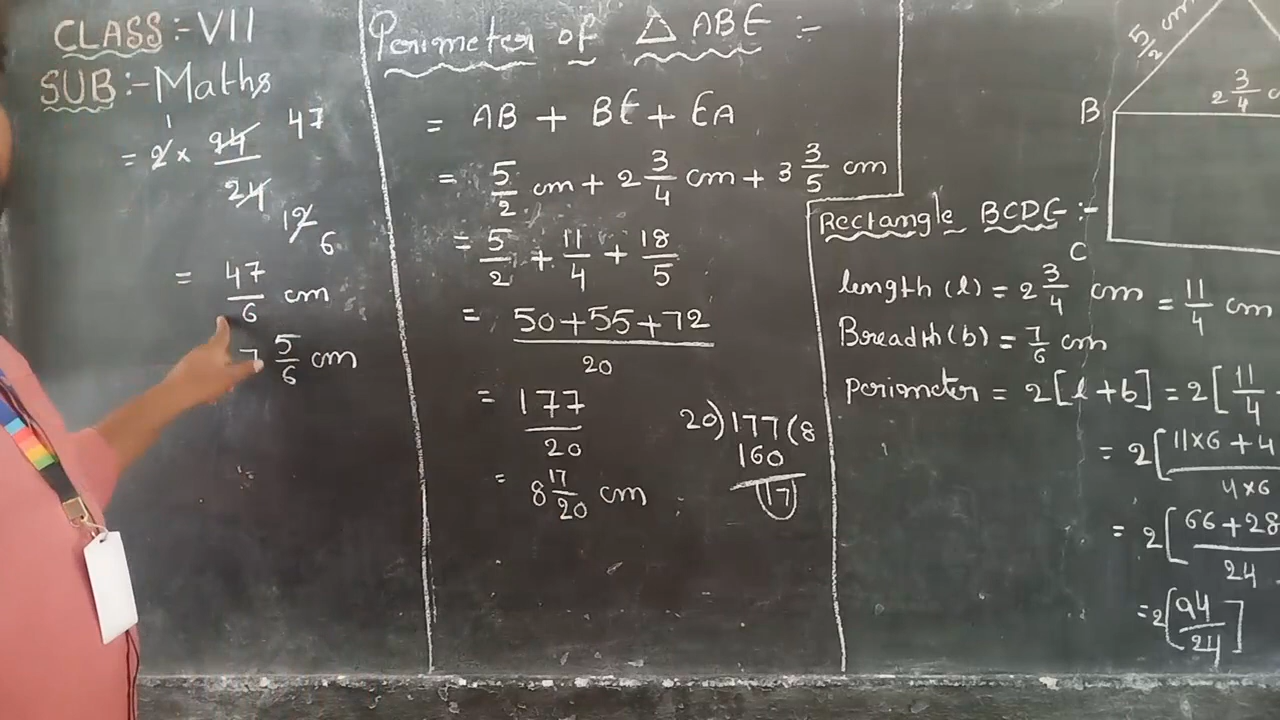 CLASS:- VII
SUB:- Maths
= 2 × 94/24 1 47 12 6
= 47/6 cm
7 5/6 cm
Perimeter of △ ABE :-
= AB + BE + EA
= 5/2 cm + 2 3/4 cm + 3 3/5 cm
= 5/2 + 11/4 + 18/5
= 50+55+72/20
= 177/20
= 8 17/20 cm
20)177(8
160
17
5/2 cm
B
2 3/4 c
C
Rectangle BCDE :-
length (l) = 2 3/4 cm = 11/4 cm
Breadth (b) = 7/6 cm
perimeter = 2[l+b] = 2[11/4
= 2[11×6 + 4/4×6
= 2[66+28/24
= 2[94/24]